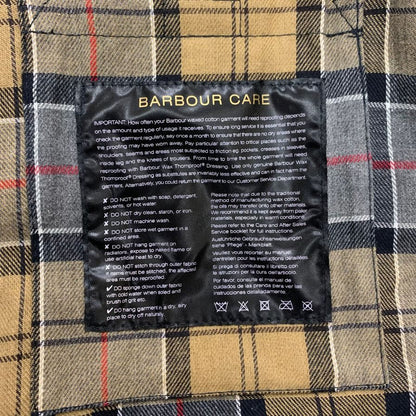 BARBOUR CARE
IMPORTANT: How often your Barbour waxed cotton garment will need reproofing depends
on the amount and type of usage it receives. To ensure long service it is essential that you
check the garment regularly, say once a month to ensure that there are no dry areas where
the proofing may have worn away. Pay particular attention to critical places such as the
shoulders, seams and areas most subjected to friction eg. pockets, creases in sleeves,
inside leg and the knees of trousers. From time to time the whole garment will need
reproofing with Barbour Wax Thornproof Dressing. Use only genuine Barbour Wax
Thornproof® Dressing as substitutes are invariably less effective and can in fact harm the
garments. Alternatively, you could return the garment to our Customer Service Department.
✗ DO NOT wash with soap, detergent,
solvents, or hot water
✗ DO NOT dry clean, starch, or iron.
✗ DO NOT machine wash
✗ DO NOT store wet garment in a
confined area.
✗ DO NOT hang garment on
radiators, expose to naked flame or
use artificial heat to dry.
✗ DO NOT stitch through outer fabric
if seams must be stitched, the affected
area must be reproofed.
✓ DO sponge down outer fabric
with cold water when soiled and
brush off grit etc.
✓ DO hang garment in a dry, airy
place to dry off naturally.
Please note that due to the traditional
method of manufacturing wax cotton,
the oils may transfer onto other materials.
We recommend it is kept away from paler
materials, especially in warm conditions.
Please refer to the Care and After Sales
Service booklet for full instructions.
Ausführliche Gebrauchsanweisungen
siehe "Pflege" - Merkblatt.
Veuillez vous reporter au manuel
d'entretien pour plus de détails.
Si prega di consultare il libretto con
le istruzioni per la cura dei capi.
Por favor, consulte el manual de
cuidados de las prendas para ver las
instrucciones detalladamente.